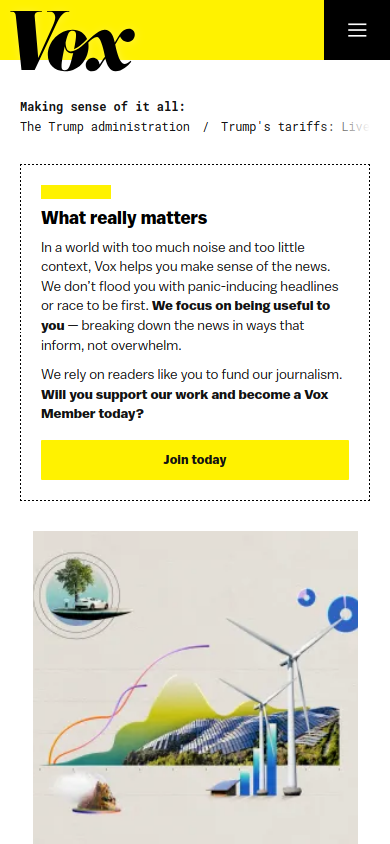 Vox
Making sense of it all:
The Trump administration / Trump's tariffs: Live
What really matters
In a world with too much noise and too little
context, Vox helps you make sense of the news.
We don't flood you with panic-inducing headlines
or race to be first. We focus on being useful to
you — breaking down the news in ways that
inform, not overwhelm.
We rely on readers like you to fund our journalism.
Will you support our work and become a Vox
Member today?
Join today